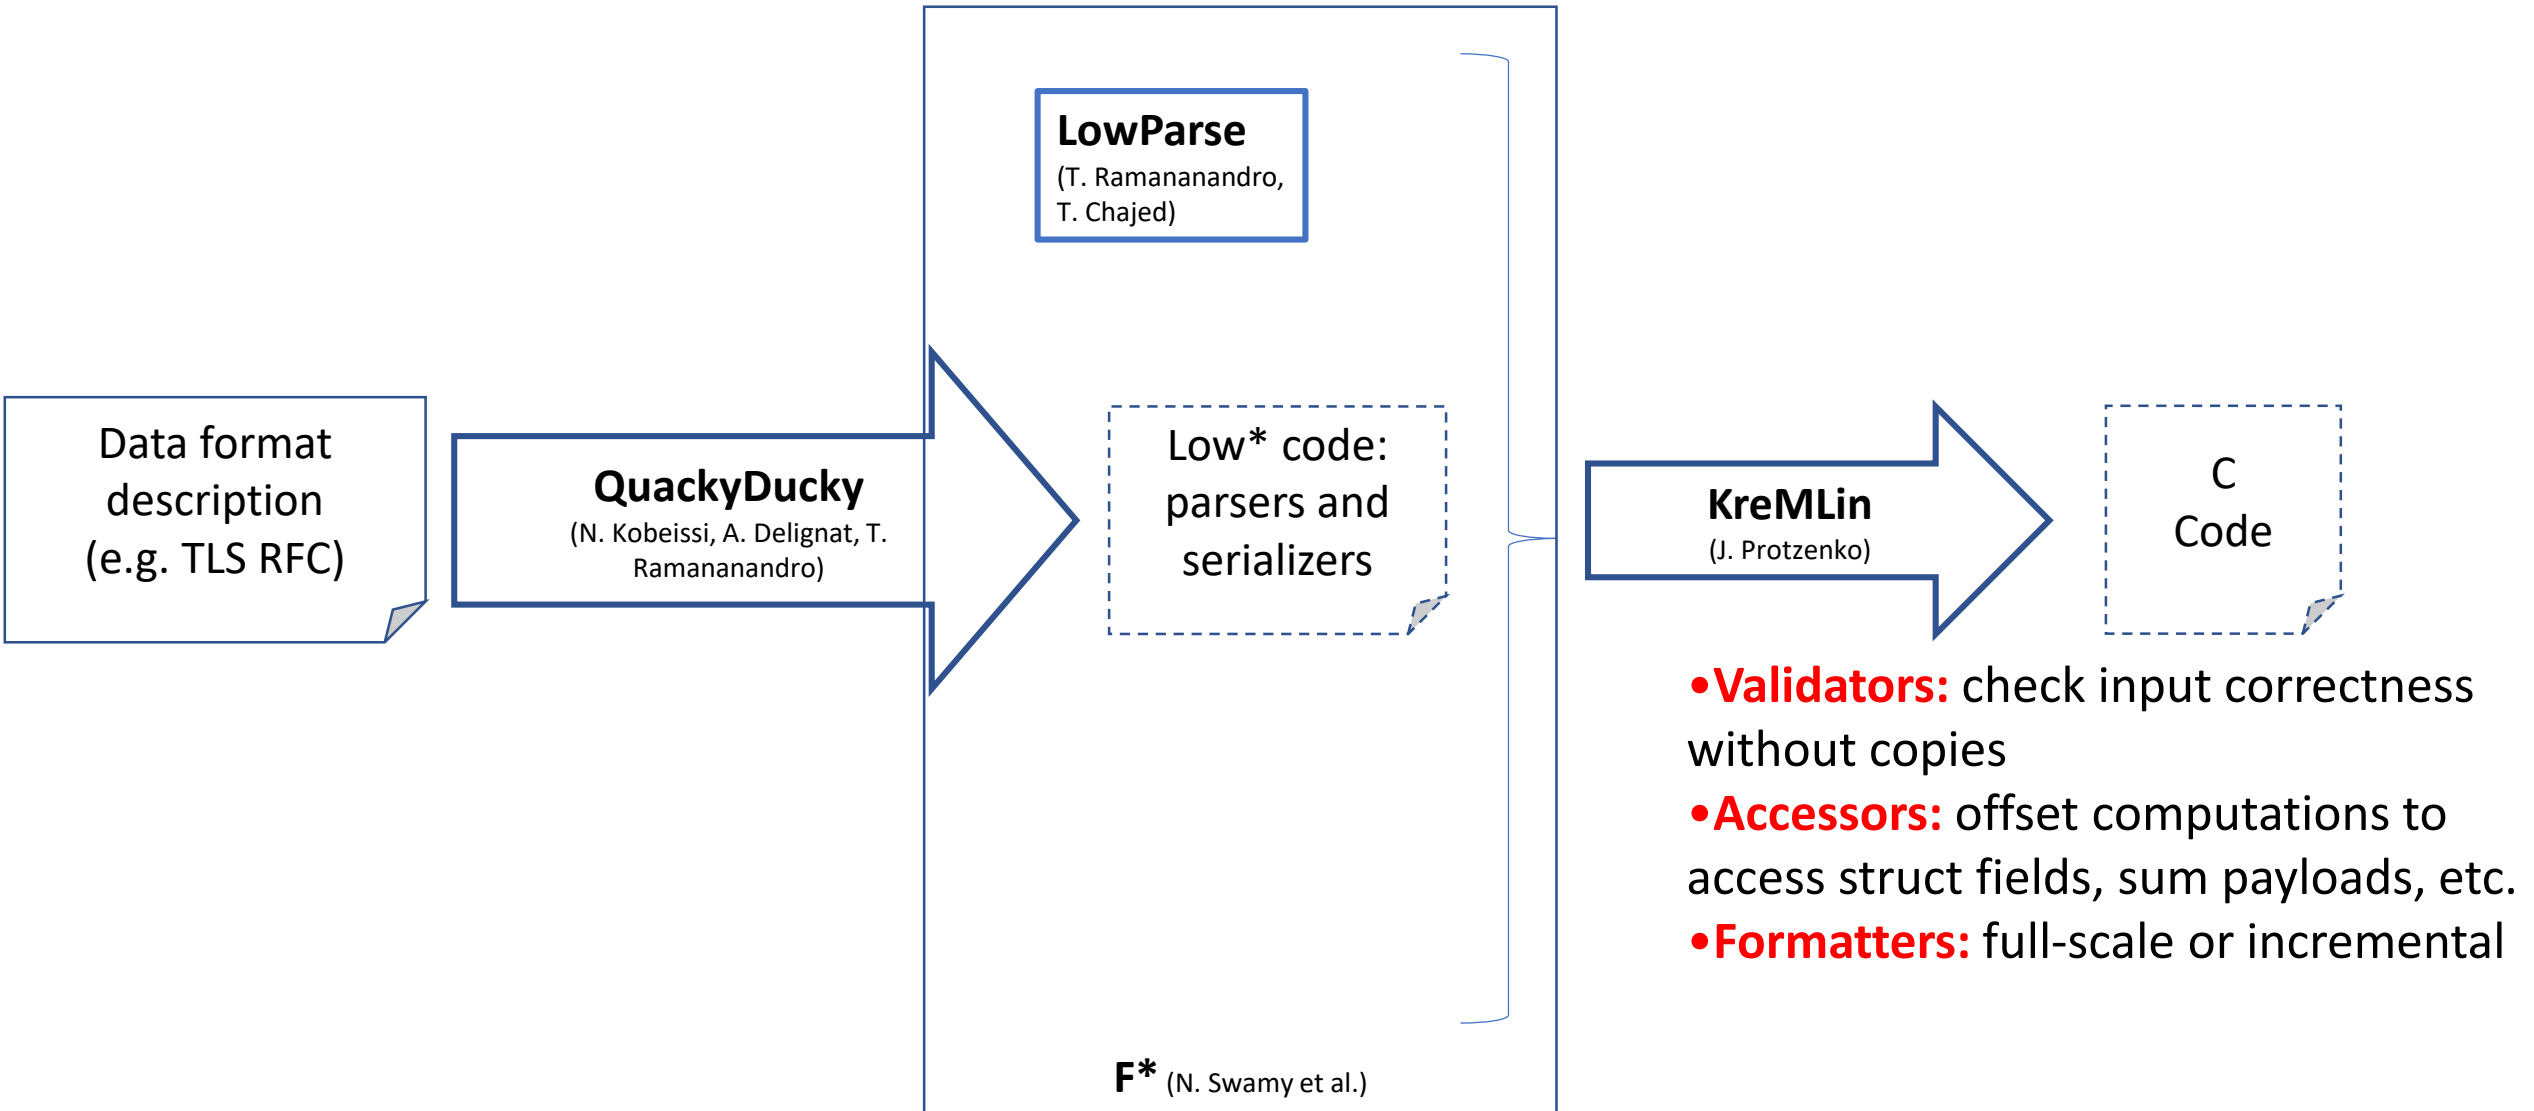 LowParse
(T. Ramananandro,
T. Chajed)
Data format
description
(e.g. TLS RFC)
QuackyDucky
(N. Kobeissi, A. Delignat, T.
Ramananandro)
Low* code:
parsers and
serializers
KreMLin
(J. Protzenko)
C
Code
•Validators: check input correctness
without copies
•Accessors: offset computations to
access struct fields, sum payloads, etc.
•Formatters: full-scale or incremental
F* (N. Swamy et al.)